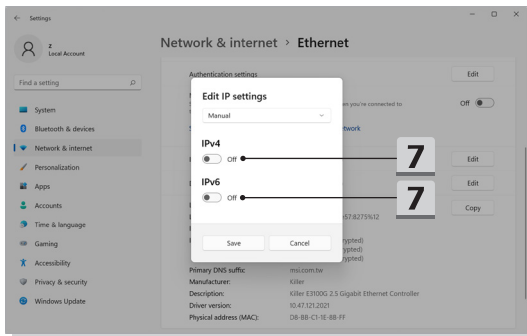 Settings
Z
Local Account
Find a setting
System
Bluetooth & devices
Network & internet
Personalization
Apps
Accounts
Time & language
Gaming
Accessibility
Privacy & security
Windows Update
Network & internet > Ethernet
Authentication settings
Edit
en you're connected to
Off
twork
Edit IP settings
Manual
IPv4
Off
7
IPv6
Off
7
Save
Cancel
Edit
Edit
Copy
57:8275%12
rypted)
rypted)
rypted)
Primary DNS suffic
msi.com.tw
Manufacturer:
Killer
Description:
Killer E3100G 2.5 Gigabit Ethernet Controller
Driver version:
10.47.121.2021
Physical address (MAC):
D8-BB-C1-1E-8B-FF